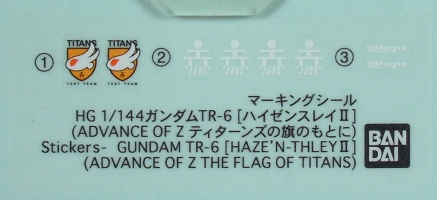 TITANS TITANS
TEST TEAM TEST TEAM
① ② ③
マーキングシール
HG 1/144ガンダムTR-6 [ハイゼンスレイⅡ]
(ADVANCE OF Z ティターンズの旗のもとに)
Stickers- GUNDAM TR-6 [HAZE'N-THLEYⅡ]
(ADVANCE OF Z THE FLAG OF TITANS)
BAN
DAI